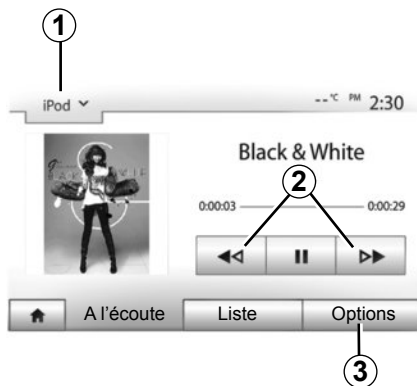 1
iPod
--°C PM 2:30
Black & White
2
0:00:03 0:00:29
A l'écoute Liste Options
3